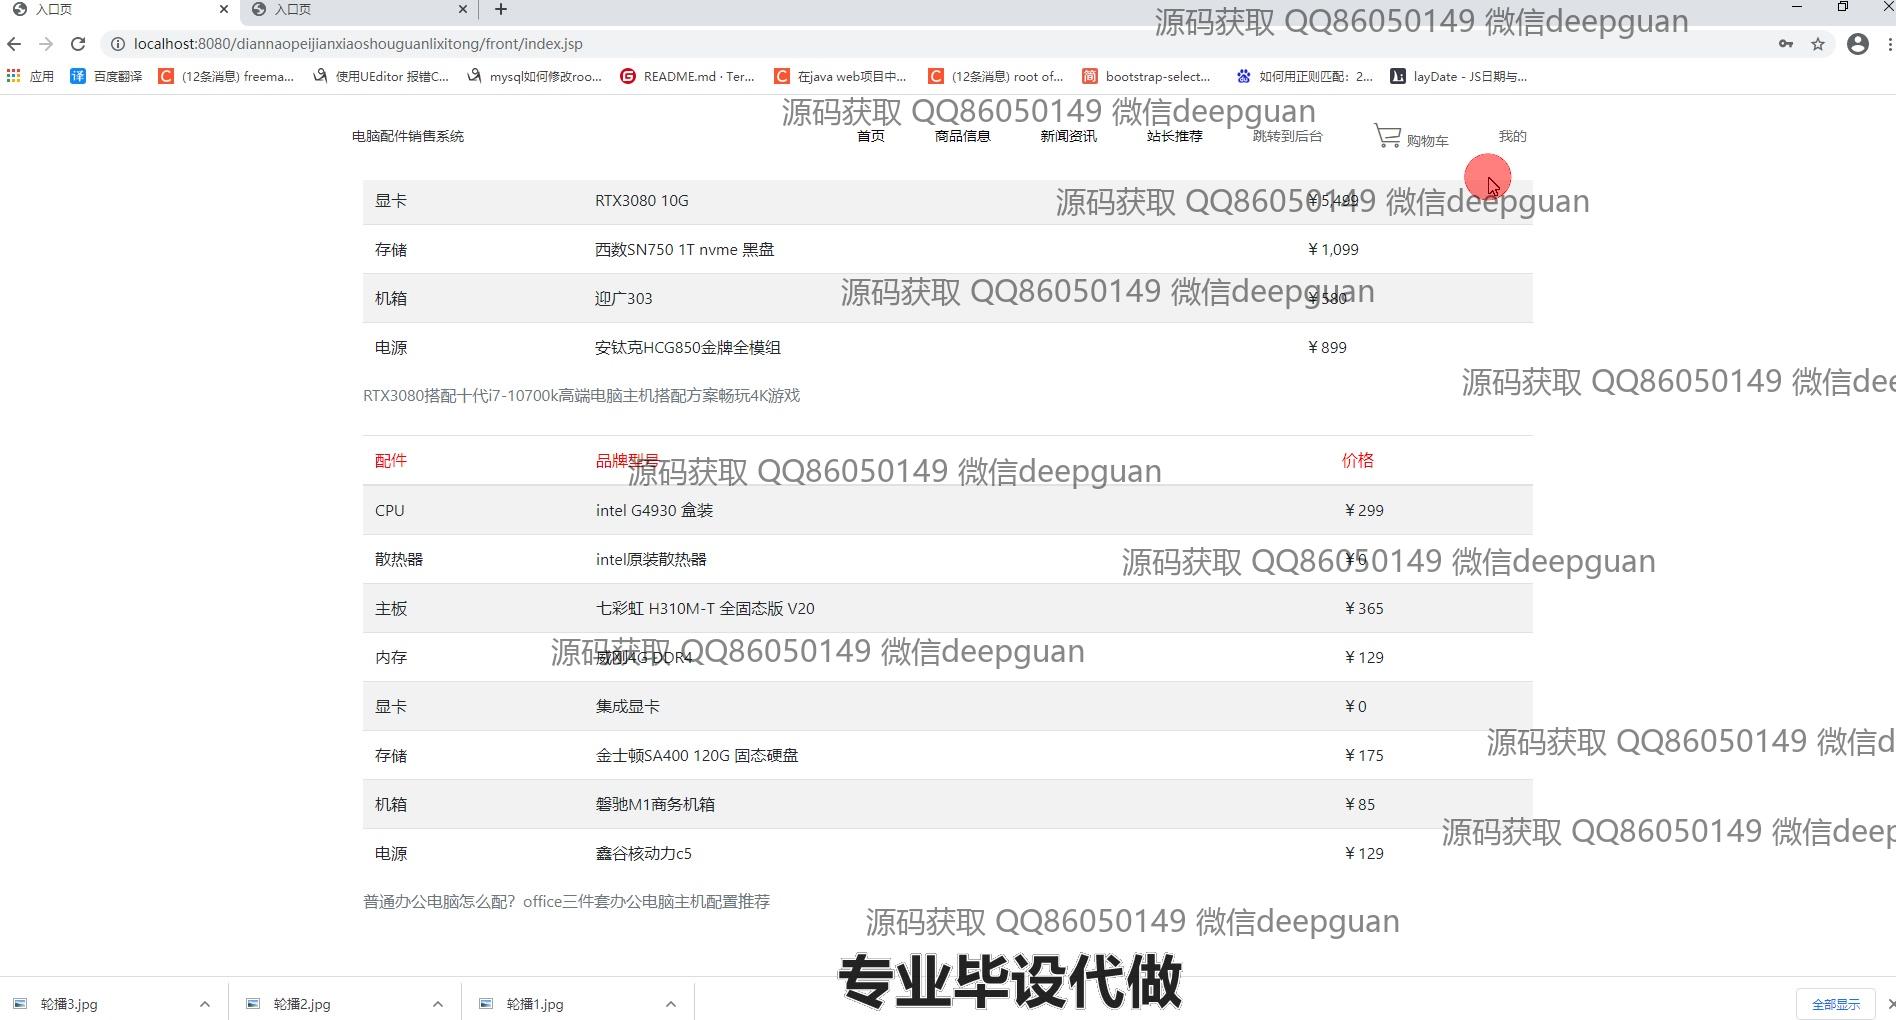 入口页
入口页
源码获取 QQ86050149 微信deepguan
localhost:8080/diannaopeijianxiaoshouguanlixitong/front/index.jsp
应用
百度翻译
(12条消息) freema...
使用UEditor 报错C...
mysql如何修改roo...
README.md · Ter...
在java web项目中...
(12条消息) root of...
bootstrap-select...
如何用正则匹配：2...
layDate - JS日期与...
源码获取 QQ86050149 微信deepguan
电脑配件销售系统 首页 商品信息 新闻资讯 站长推荐 跳转到后台 购物车 我的
显卡 RTX3080 10G ￥5,499
源码获取 QQ86050149 微信deepguan
存储 西数SN750 1T nvme 黑盘 ￥1,099
源码获取 QQ86050149 微信deepguan
机箱 迎广303 ￥580
电源 安钛克HCG850金牌全模组 ￥899
源码获取 QQ86050149 微信dee
RTX3080搭配十代i7-10700k高端电脑主机搭配方案畅玩4K游戏
配件 品牌型号 价格
源码获取 QQ86050149 微信deepguan
CPU intel G4930 盒装 ￥299
散热器 intel原装散热器 ￥0
源码获取 QQ86050149 微信deepguan
主板 七彩虹 H310M-T 全固态版 V20 ￥365
源码获取 QQ86050149 微信deepguan
内存 威刚4G DDR4 ￥129
显卡 集成显卡 ￥0
源码获取 QQ86050149 微信d
存储 金士顿SA400 120G 固态硬盘 ￥175
机箱 磐驰M1商务机箱 ￥85
源码获取 QQ86050149 微信deep
电源 鑫谷核动力c5 ￥129
普通办公电脑怎么配？office三件套办公电脑主机配置推荐
源码获取 QQ86050149 微信deepguan
专业毕设代做
轮播3.jpg
轮播2.jpg
轮播1.jpg
全部显示